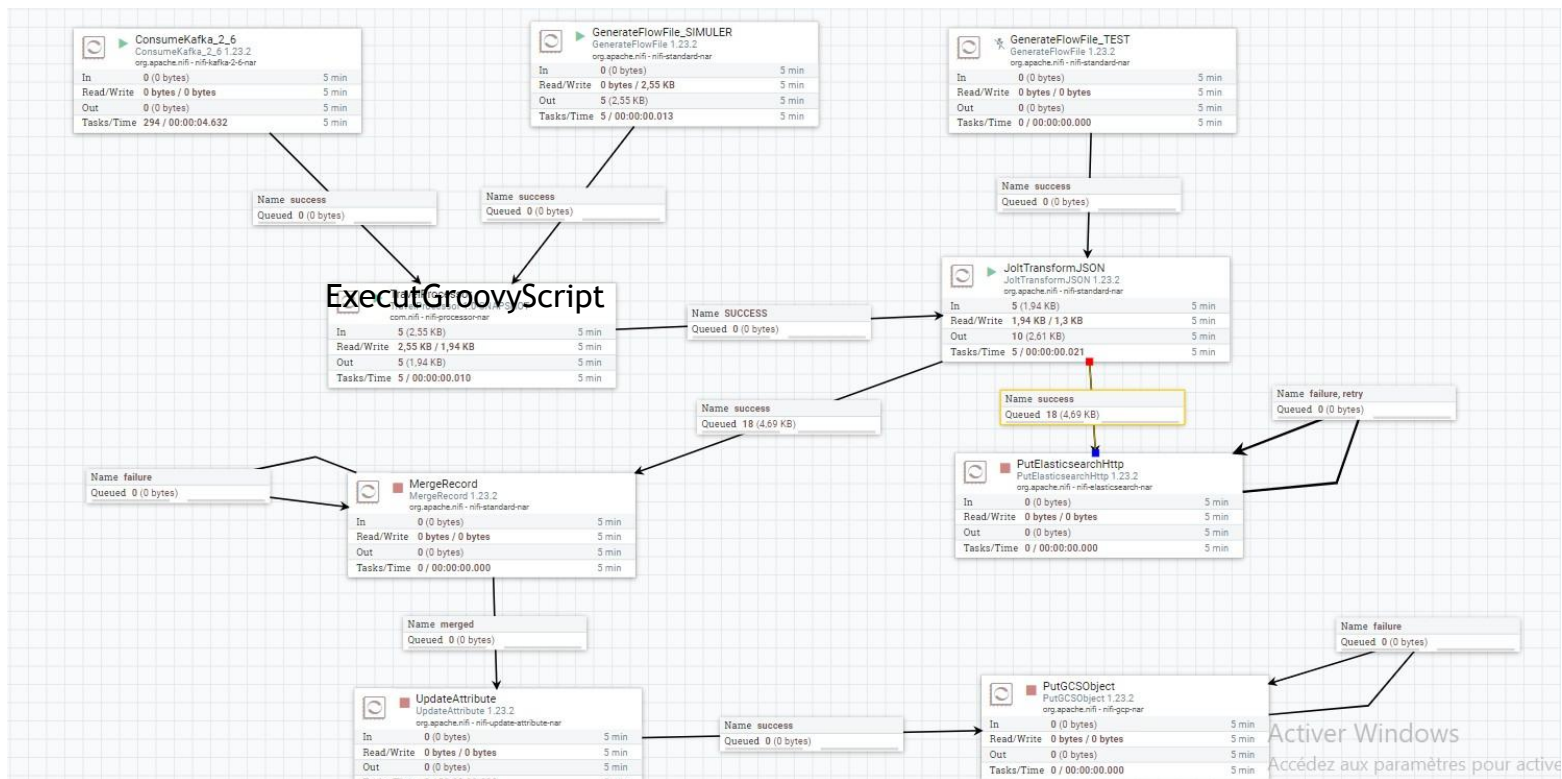 ConsumeKafka_2_6
ConsumeKafka_2_6 1.23.2
org.apache.nifi - nifi-kafka-2-6-nar
In 0 (0 bytes) 5 min
Read/Write 0 bytes / 0 bytes 5 min
Out 0 (0 bytes) 5 min
Tasks/Time 294 / 00:00:04.632 5 min
GenerateFlowFile_SIMULER
GenerateFlowFile 1.23.2
org.apache.nifi - nifi-standard-nar
In 0 (0 bytes) 5 min
Read/Write 0 bytes / 2,55 KB 5 min
Out 5 (2,55 KB) 5 min
Tasks/Time 5 / 00:00:00.013 5 min
GenerateFlowFile_TEST
GenerateFlowFile 1.23.2
org.apache.nifi - nifi-standard-nar
In 0 (0 bytes) 5 min
Read/Write 0 bytes / 0 bytes 5 min
Out 0 (0 bytes) 5 min
Tasks/Time 0 / 00:00:00.000 5 min
Name success
Queued 0 (0 bytes)
Name success
Queued 0 (0 bytes)
Name success
Queued 0 (0 bytes)
ExecutGroovyScript
com.nifi - nifi-processor-nar
In 5 (2,55 KB) 5 min
Read/Write 2,55 KB / 1,94 KB 5 min
Out 5 (1,94 KB) 5 min
Tasks/Time 5 / 00:00:00.010 5 min
Name SUCCESS
Queued 0 (0 bytes)
JoltTransformJSON
JoltTransformJSON 1.23.2
org.apache.nifi - nifi-standard-nar
In 5 (1,94 KB) 5 min
Read/Write 1,94 KB / 1,3 KB 5 min
Out 10 (2,61 KB) 5 min
Tasks/Time 5 / 00:00:00.021 5 min
Name success
Queued 18 (4,69 KB)
Name success
Queued 18 (4,69 KB)
Name failure, retry
Queued 0 (0 bytes)
Name failure
Queued 0 (0 bytes)
MergeRecord
MergeRecord 1.23.2
org.apache.nifi - nifi-standard-nar
In 0 (0 bytes) 5 min
Read/Write 0 bytes / 0 bytes 5 min
Out 0 (0 bytes) 5 min
Tasks/Time 0 / 00:00:00.000 5 min
PutElasticsearchHttp
PutElasticsearchHttp 1.23.2
org.apache.nifi - nifi-elasticsearch-nar
In 0 (0 bytes) 5 min
Read/Write 0 bytes / 0 bytes 5 min
Out 0 (0 bytes) 5 min
Tasks/Time 0 / 00:00:00.000 5 min
Name merged
Queued 0 (0 bytes)
Name failure
Queued 0 (0 bytes)
UpdateAttribute
UpdateAttribute 1.23.2
org.apache.nifi - nifi-update-attribute-nar
In 0 (0 bytes) 5 min
Read/Write 0 bytes / 0 bytes 5 min
Out 0 (0 bytes) 5 min
Name success
Queued 0 (0 bytes)
PutGCSObject
PutGCSObject 1.23.2
org.apache.nifi - nifi-gcp-nar
In 0 (0 bytes) 5 min
Read/Write 0 bytes / 0 bytes 5 min
Out 0 (0 bytes) 5 min
Tasks/Time 0 / 00:00:00.000 5 min
Activer Windows
Accédez aux paramètres pour active